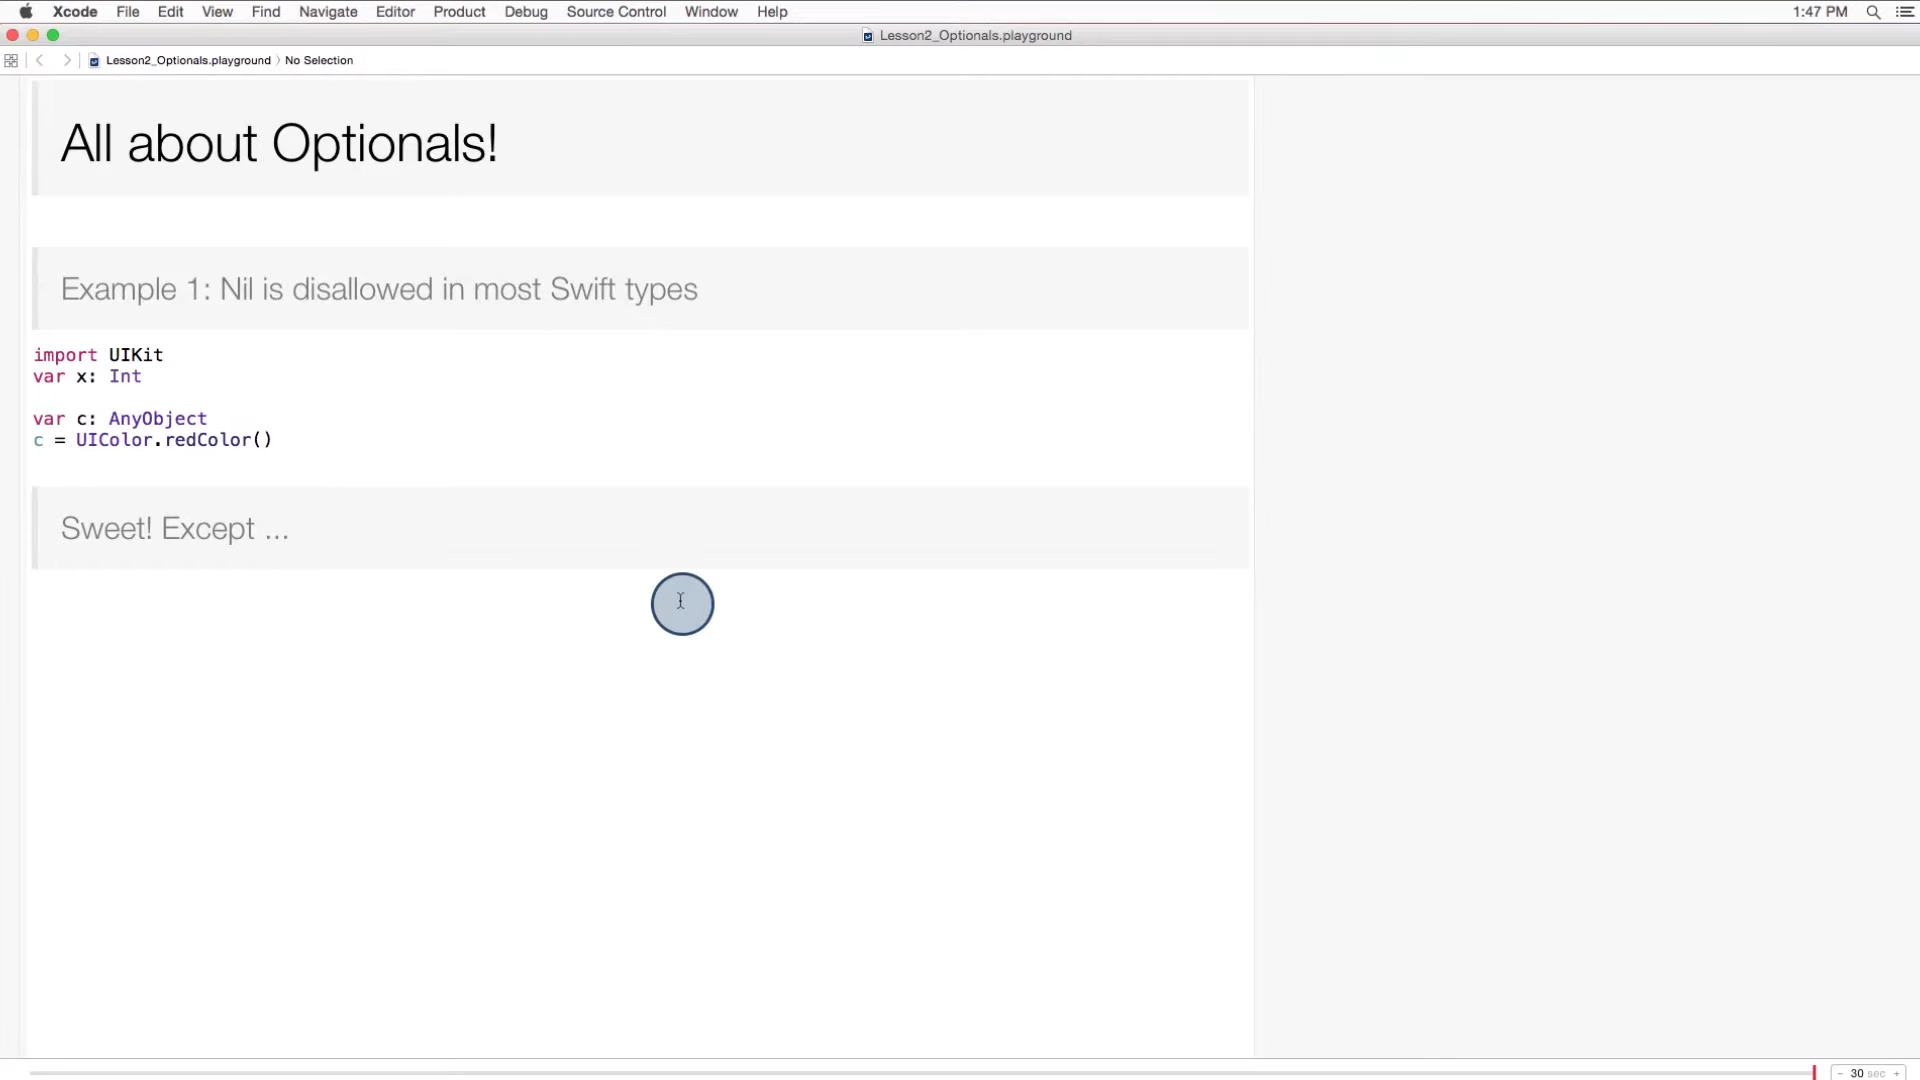 Xcode File Edit View Find Navigate Editor Product Debug Source Control Window Help 1:47 PM
Lesson2_Optionals.playground
Lesson2_Optionals.playground 〉 No Selection
All about Optionals!
Example 1: Nil is disallowed in most Swift types
import UIKit
var x: Int
var c: AnyObject
c = UIColor.redColor()
Sweet! Except ...
- 30 sec +